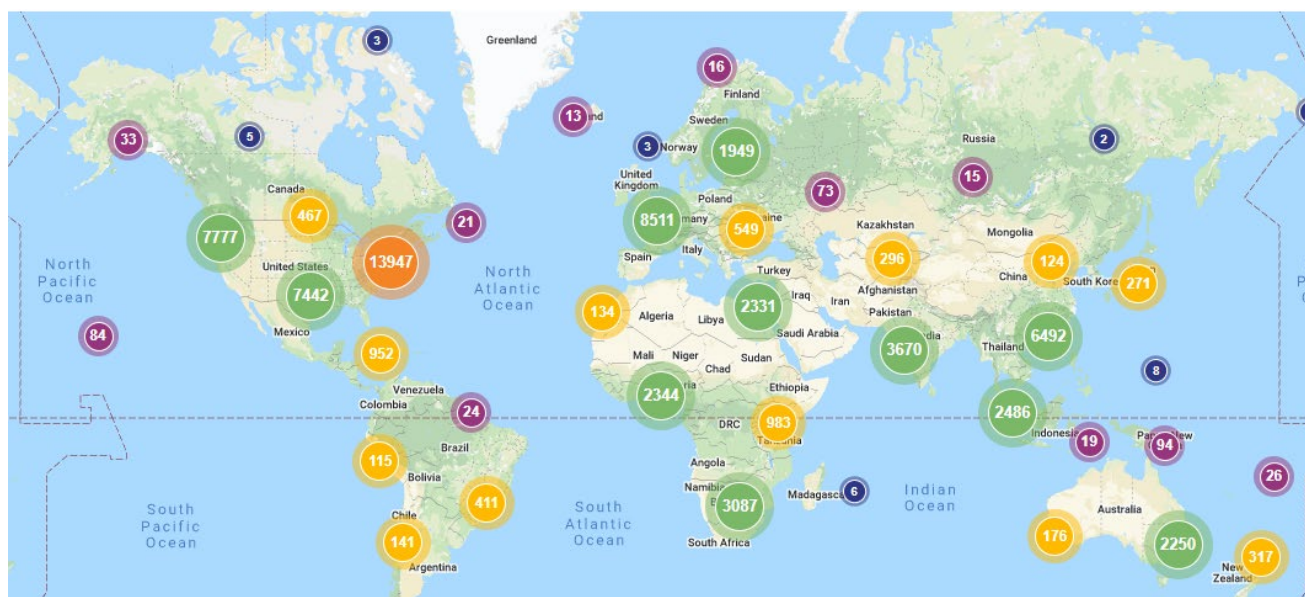 3
Greenland
16
Finland
13
33
5
Sweden
Russia
2
3
Norway
1949
United
Kingdom
15
73
Canada
467
21
Poland
8511
549
Kazakhstan
Mongolia
7777
13947
North
Pacific
Ocean
United States
North
Atlantic
Ocean
Spain
Italy
Turkey
296
124
China
South Kore
271
Afghanistan
7442
134
Algeria
Libya
2331
Iraq
Iran
Pakistan
Saudi Arabia
Mexico
84
952
Mali
Niger
Chad
Sudan
3670
Thailand
6492
8
Venezuela
Colombia
24
2344
Ethiopia
983
DRC
2486
Indonesia
19
94
Brazil
115
Bolivia
Angola
Namibia
Madagasc
6
Indian
Ocean
26
411
South
Pacific
Ocean
South
Atlantic
Ocean
3087
Chile
141
Argentina
South Africa
Australia
176
2250
317
New
Zealand